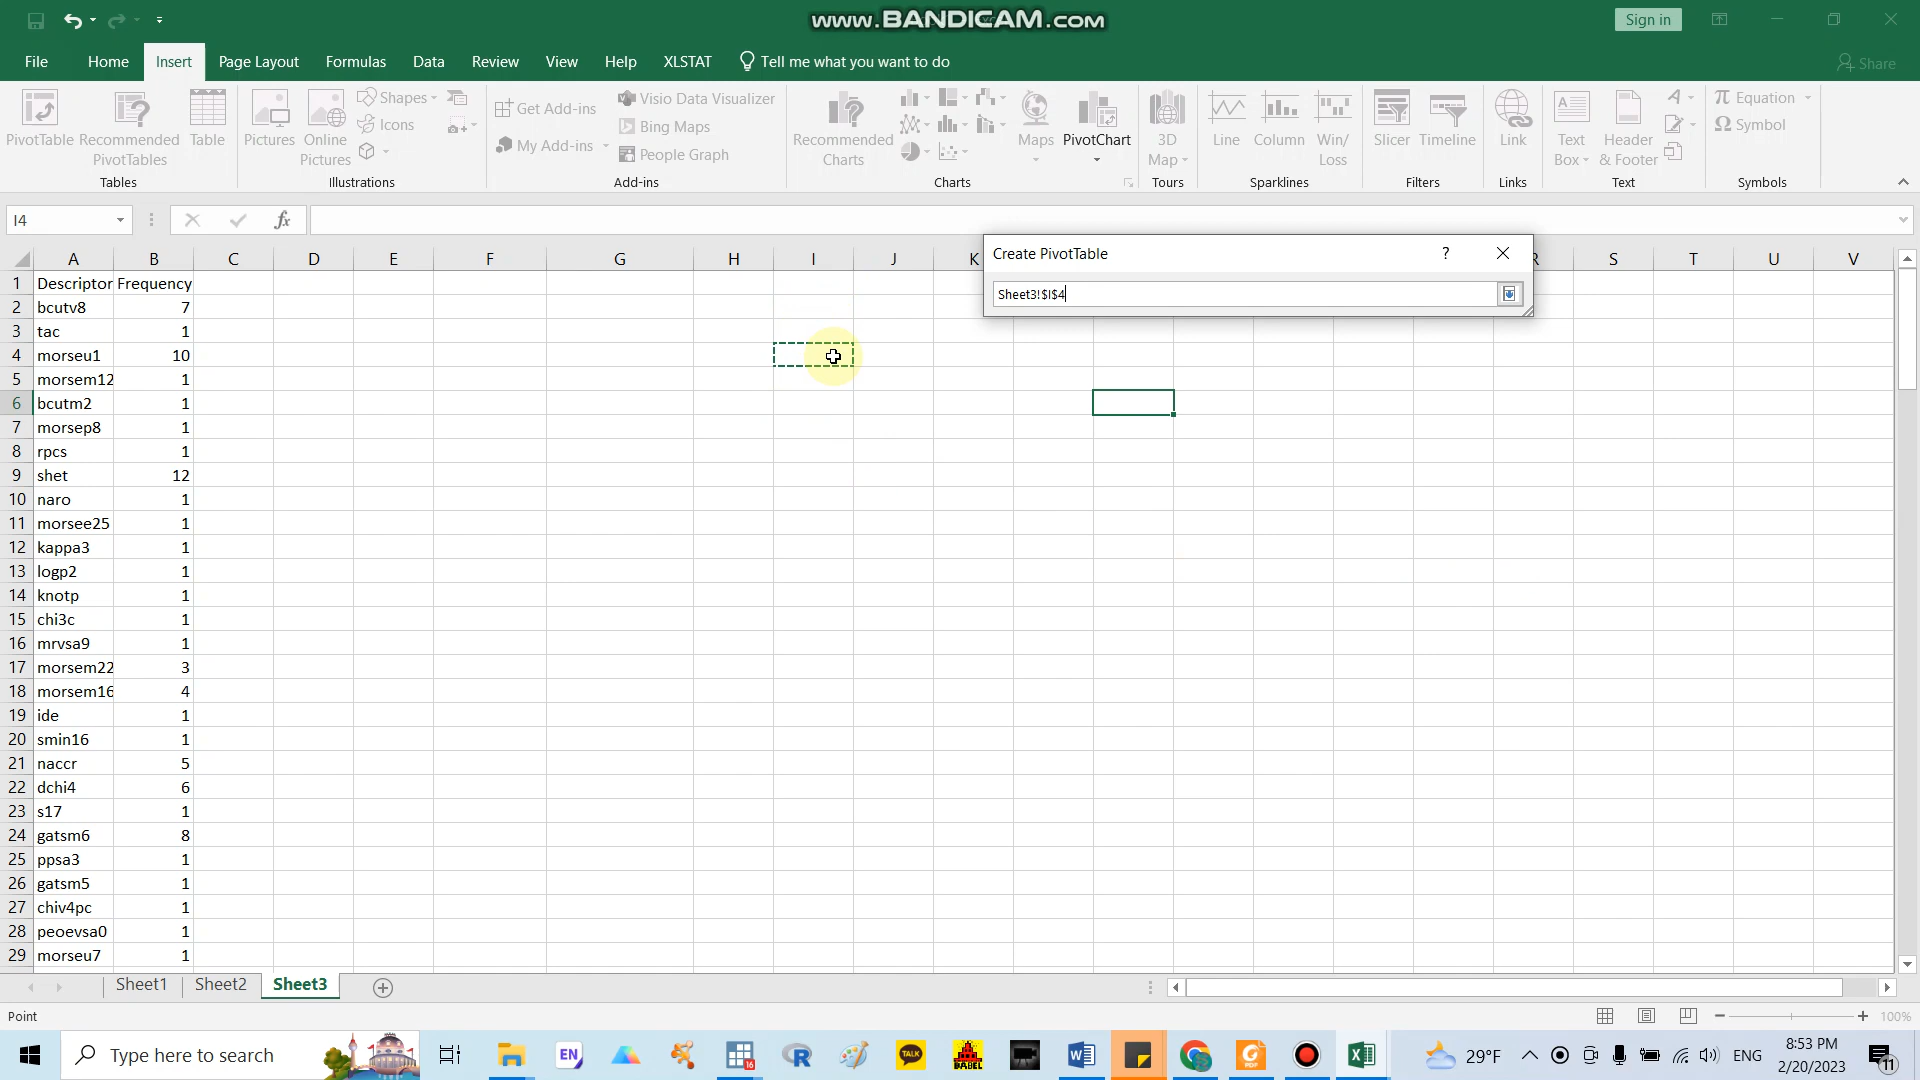 www.BANDICAM.com
Sign in
File Home Insert Page Layout Formulas Data Review View Help XLSTAT Tell me what you want to do Share
PivotTable
Recommended
PivotTables
Table
Tables
Pictures
Online
Pictures
Shapes
Icons
Illustrations
Get Add-ins
My Add-ins
Visio Data Visualizer
Bing Maps
People Graph
Add-ins
Recommended
Charts
Maps
PivotChart
Charts
3D
Map
Tours
Line
Column
Win/
Loss
Sparklines
Slicer
Timeline
Filters
Link
Links
Text
Box
Header
& Footer
Text
Equation
Symbol
Symbols
I4
fx
Create PivotTable
?
Sheet3!$I$4
A B C D E F G H I J K R S T U V
1 Descriptor Frequency
2 bcutv8 7
3 tac 1
4 morseu1 10
5 morsem12 1
6 bcutm2 1
7 morsep8 1
8 rpcs 1
9 shet 12
10 naro 1
11 morsee25 1
12 kappa3 1
13 logp2 1
14 knotp 1
15 chi3c 1
16 mrvsa9 1
17 morsem22 3
18 morsem16 4
19 ide 1
20 smin16 1
21 naccr 5
22 dchi4 6
23 s17 1
24 gatsm6 8
25 ppsa3 1
26 gatsm5 1
27 chiv4pc 1
28 peoevsa0 1
29 morseu7 1
Sheet1 Sheet2 Sheet3
Point
100%
Type here to search
EN
16
R
TALK
BABEL
29°F
ENG
8:53 PM
2/20/2023
11